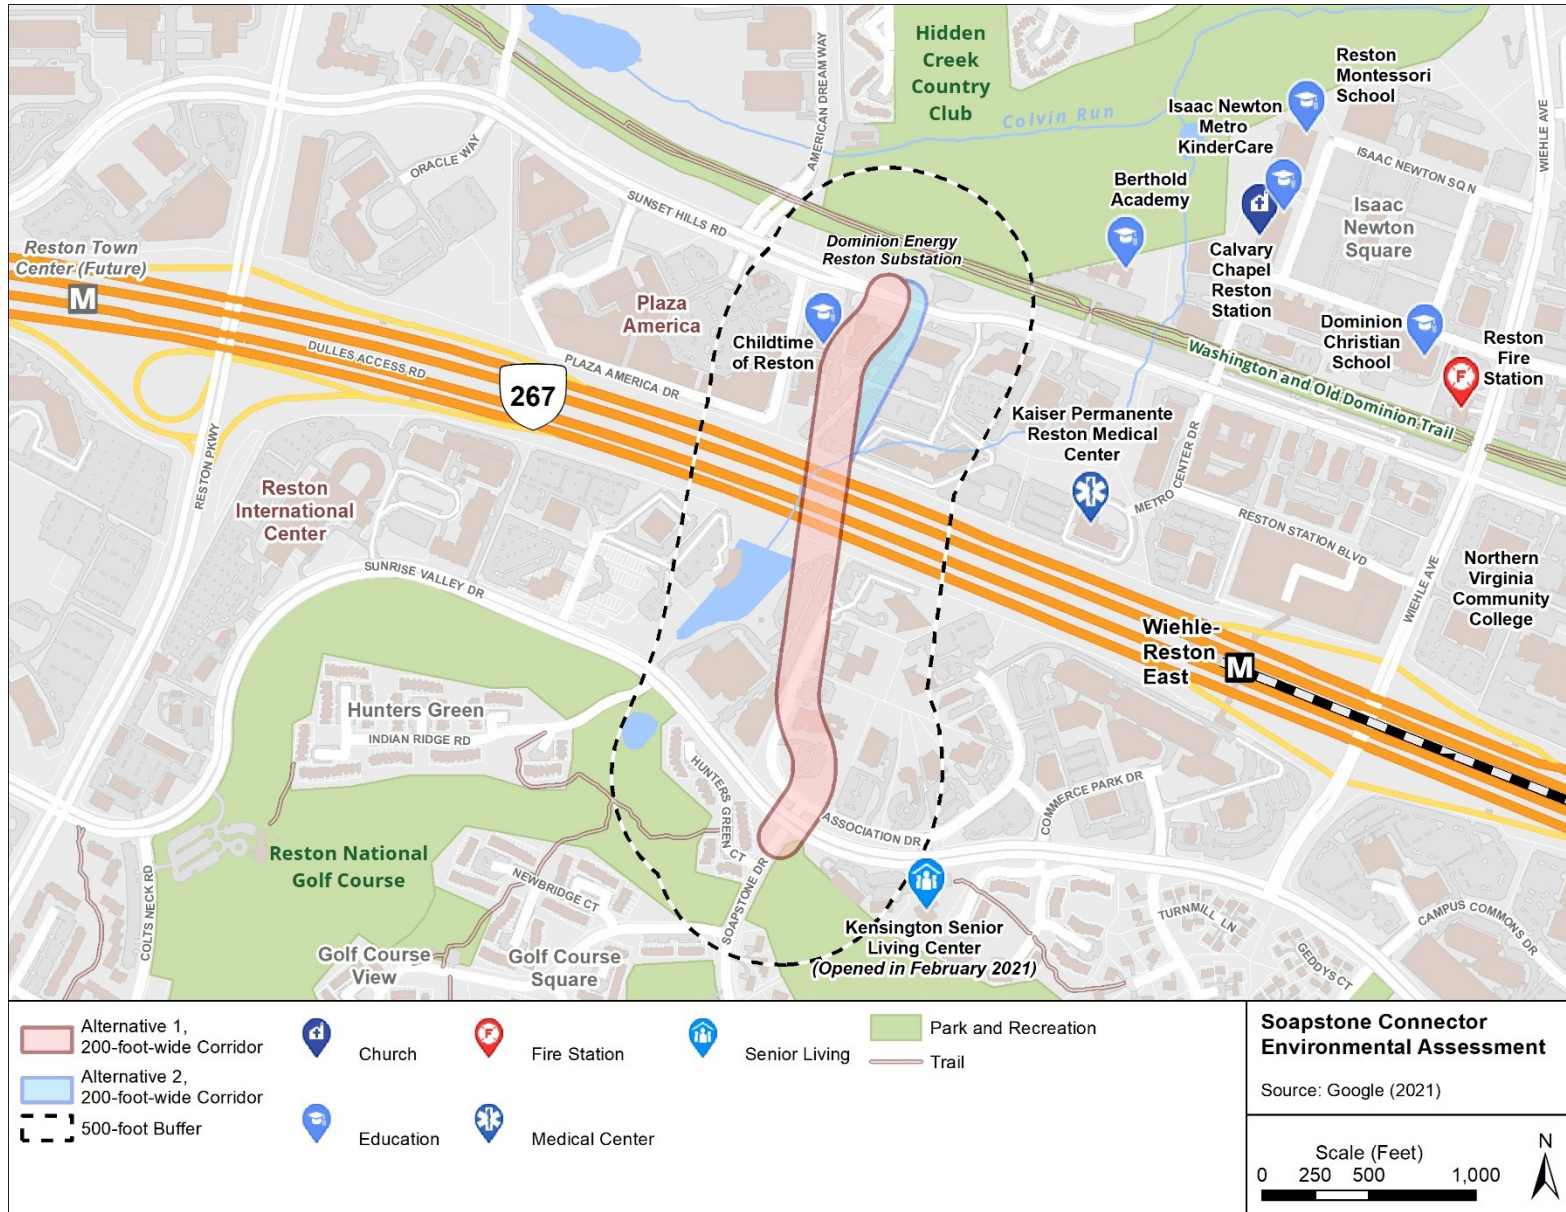 Hidden
Creek
Country
Club
Colvin Run
AMERICAN DREAM WAY
Reston
Montessori
School
Isaac Newton
Metro
KinderCare
WIEHLE AVE
ISAAC NEWTON SQ N
Isaac
Newton
Square
Berthold
Academy
Calvary
Chapel
Reston
Station
ORACLE WAY
SUNSET HILLS RD
Dominion Energy
Reston Substation
Reston Town
Center (Future)
M
Plaza
America
Childtime
of Reston
Dominion
Christian
School
Reston
Fire
Station
F
Washington and Old Dominion Trail
DULLES ACCESS RD
PLAZA AMERICA DR
267
Kaiser Permanente
Reston Medical
Center
METRO CENTER DR
RESTON PKWY
Reston
International
Center
RESTON STATION BLVD
Northern
Virginia
Community
College
WIEHLE AVE
SUNRISE VALLEY DR
Wiehle-
Reston
East
M
Hunters Green
INDIAN RIDGE RD
HUNTERS GREEN CT
ASSOCIATION DR
COMMERCE PARK DR
Reston National
Golf Course
COLTS NECK RD
NEWBRIDGE CT
SOAPSTONE DR
Golf Course
View
Golf Course
Square
Kensington Senior
Living Center
(Opened in February 2021)
TURNMILL LN
GEDDYS CT
CAMPUS COMMONS DR
Alternative 1,
200-foot-wide Corridor
Alternative 2,
200-foot-wide Corridor
500-foot Buffer
Church
Education
F
Fire Station
Medical Center
Senior Living
Park and Recreation
Trail
Soapstone Connector
Environmental Assessment
Source: Google (2021)
Scale (Feet)
0 250 500 1,000
N